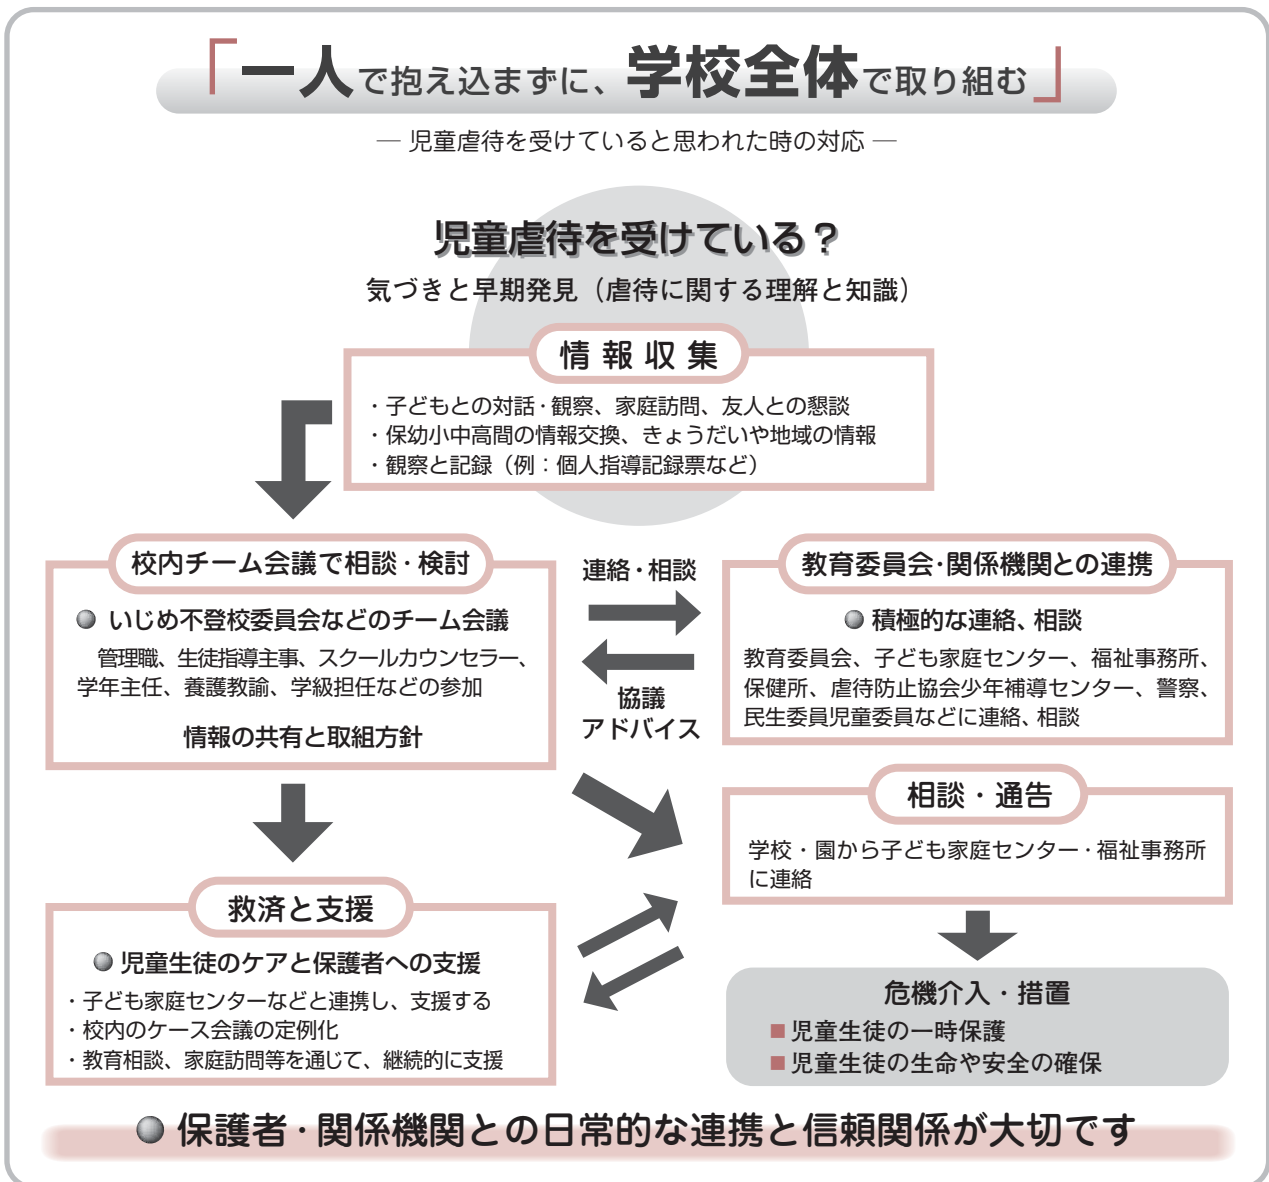 「一人で抱え込まずに、学校全体で取り組む」
― 児童虐待を受けていると思われた時の対応 ―
児童虐待を受けている？
気づきと早期発見（虐待に関する理解と知識）
情報収集
・子どもとの対話・観察、家庭訪問、友人との懇談
・保幼小中高間の情報交換、きょうだいや地域の情報
・観察と記録（例：個人指導記録票など）
校内チーム会議で相談・検討
● いじめ不登校委員会などのチーム会議
管理職、生徒指導主事、スクールカウンセラー、
学年主任、養護教諭、学級担任などの参加
情報の共有と取組方針
連絡・相談
協議
アドバイス
教育委員会・関係機関との連携
● 積極的な連絡、相談
教育委員会、子ども家庭センター、福祉事務所、
保健所、虐待防止協会少年補導センター、警察、
民生委員児童委員などに連絡、相談
相談・通告
学校・園から子ども家庭センター・福祉事務所
に連絡
救済と支援
● 児童生徒のケアと保護者への支援
・子ども家庭センターなどと連携し、支援する
・校内のケース会議の定例化
・教育相談、家庭訪問等を通じて、継続的に支援
危機介入・措置
■ 児童生徒の一時保護
■ 児童生徒の生命や安全の確保
● 保護者・関係機関との日常的な連携と信頼関係が大切です